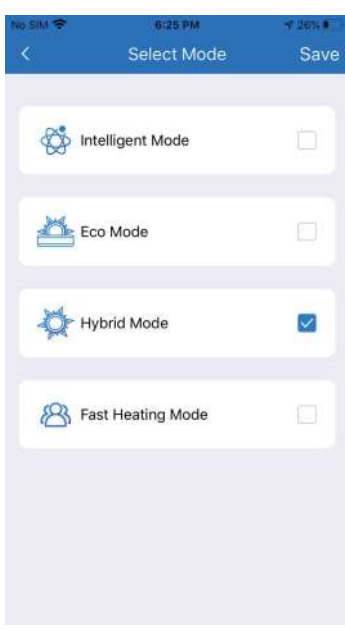 No SIM 6:25 PM 26%
Select Mode Save
Intelligent Mode
Eco Mode
Hybrid Mode
Fast Heating Mode